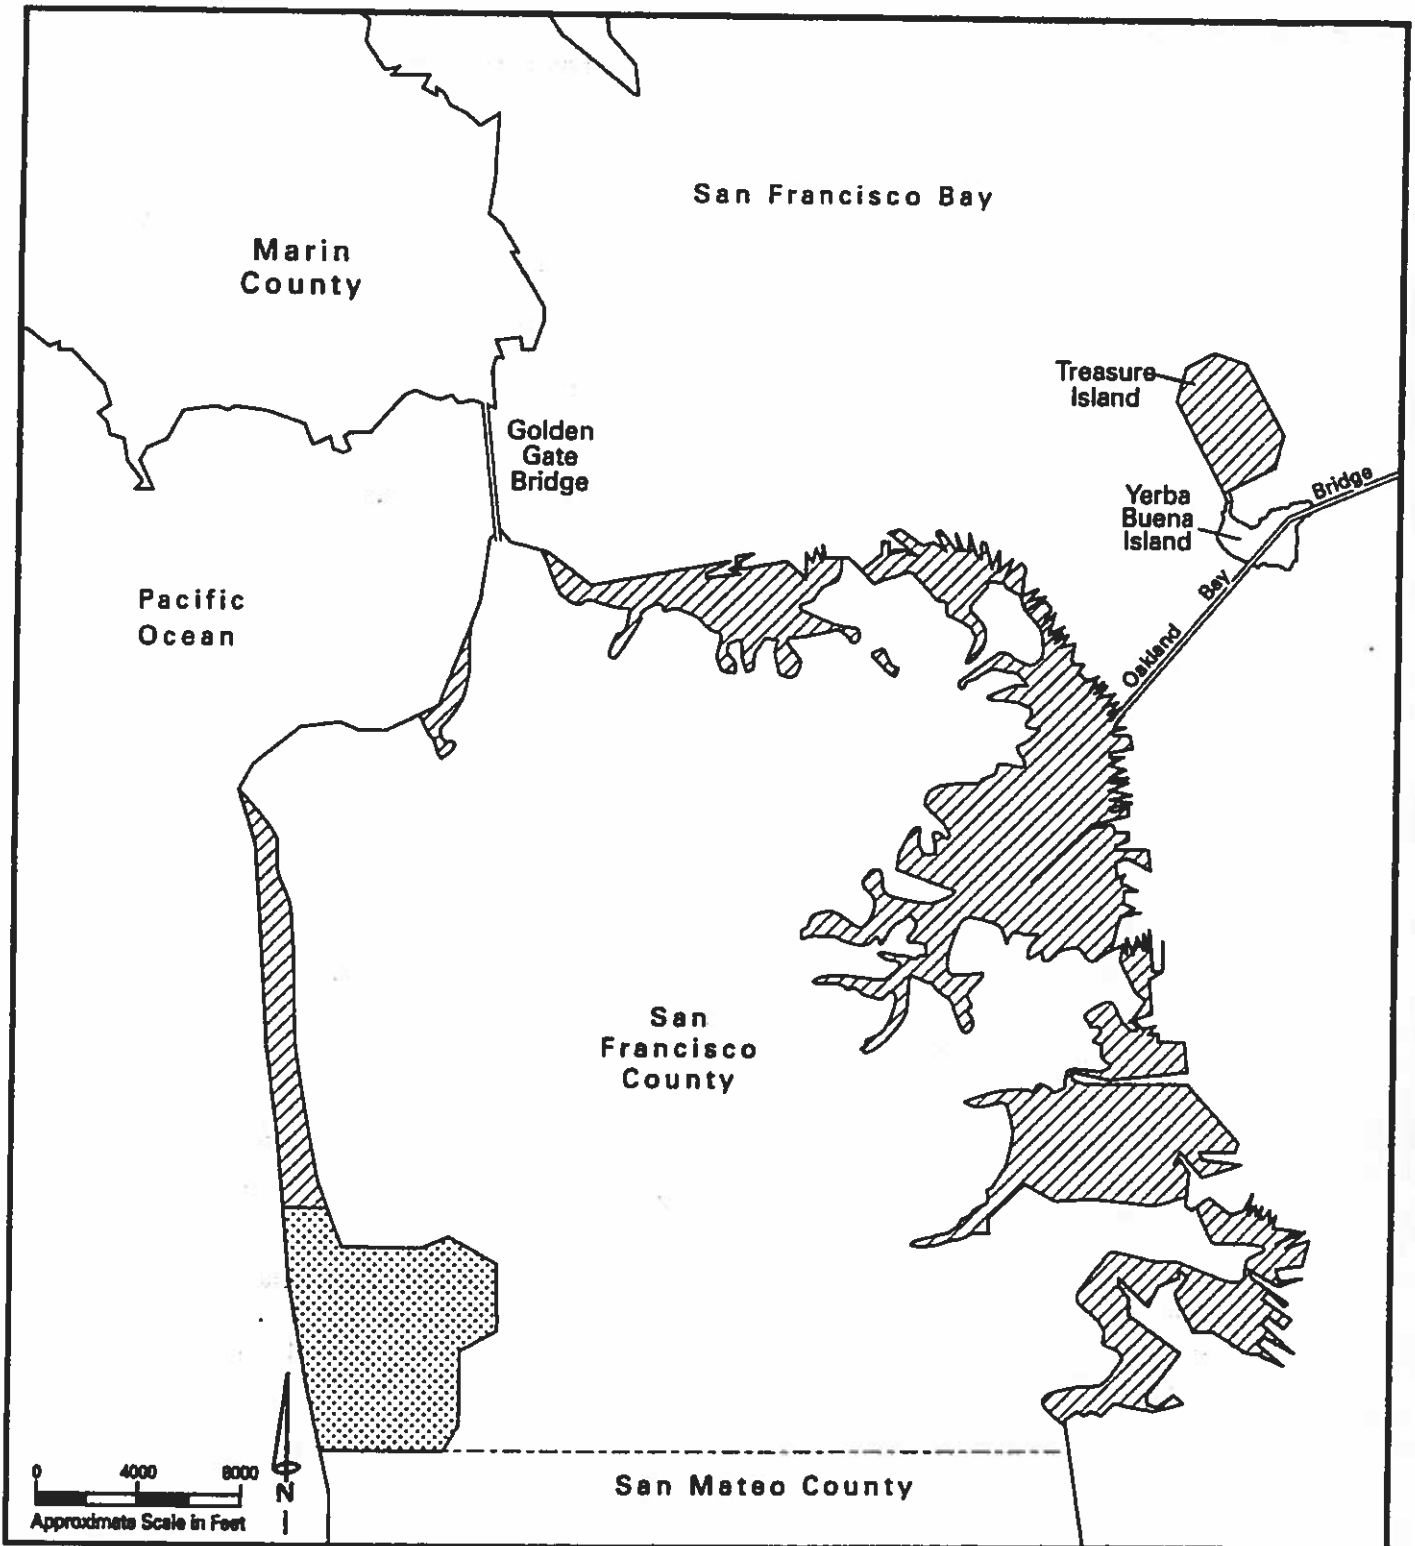 San Francisco Bay
Marin
County
Treasure
Island
Golden
Gate
Bridge
Yerba
Buena
Island
Bridge
Bay
Oakland
Pacific
Ocean
San
Francisco
County
San Mateo County
0 4000 8000
Approximate Scale in Feet
N